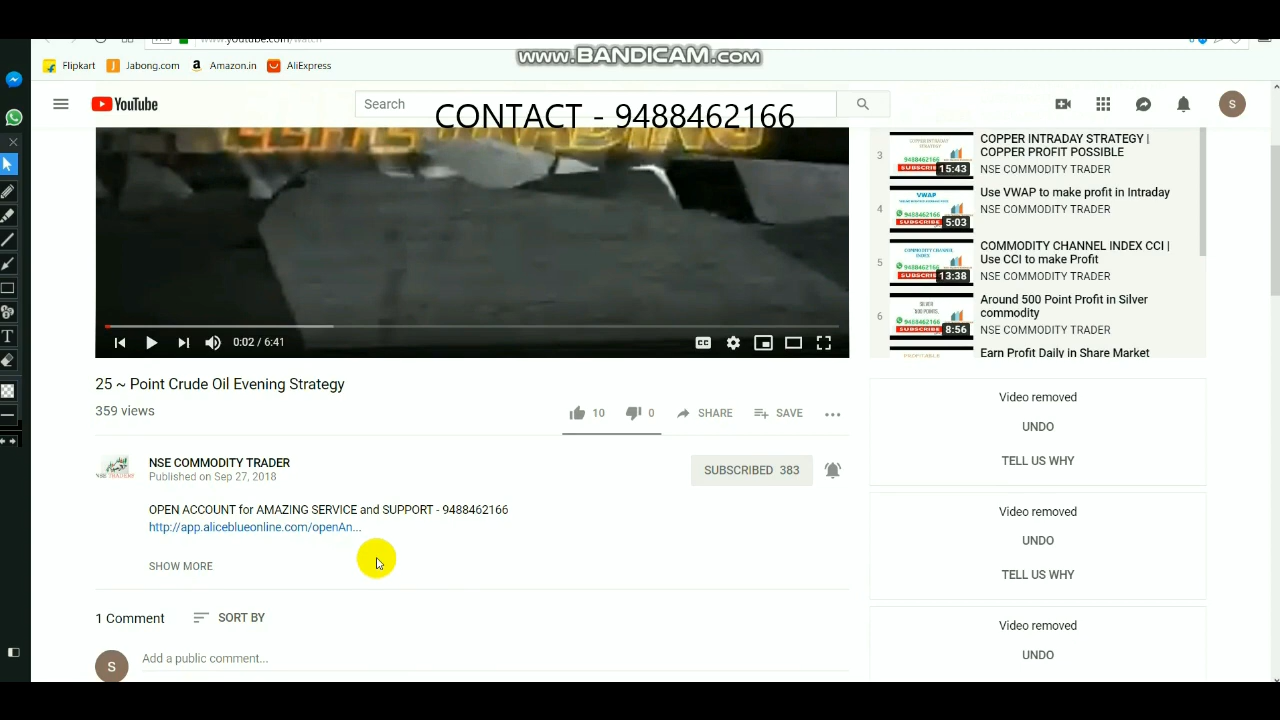 www.BANDICAM.com
Flipkart
Jabong.com
Amazon.in
AliExpress
YouTube
Search
CONTACT - 9488462166
S
3
15:43
COPPER INTRADAY STRATEGY |
COPPER PROFIT POSSIBLE
NSE COMMODITY TRADER
4
VWAP
9488462166
SUBSCRIBE
5:03
Use VWAP to make profit in Intraday
NSE COMMODITY TRADER
5
9488462166
13:38
COMMODITY CHANNEL INDEX CCI |
Use CCI to make Profit
NSE COMMODITY TRADER
6
9488462166
SUBSCRIBE
8:56
Around 500 Point Profit in Silver
commodity
NSE COMMODITY TRADER
Earn Profit Daily in Share Market
0:02 / 6:41
25 ~ Point Crude Oil Evening Strategy
359 views
10
0
SHARE
SAVE
NSE COMMODITY TRADER
Published on Sep 27, 2018
SUBSCRIBED 383
OPEN ACCOUNT for AMAZING SERVICE and SUPPORT - 9488462166
http://app.aliceblueonline.com/openAn...
SHOW MORE
1 Comment
SORT BY
S
Add a public comment...
Video removed
UNDO
TELL US WHY
Video removed
UNDO
TELL US WHY
Video removed
UNDO